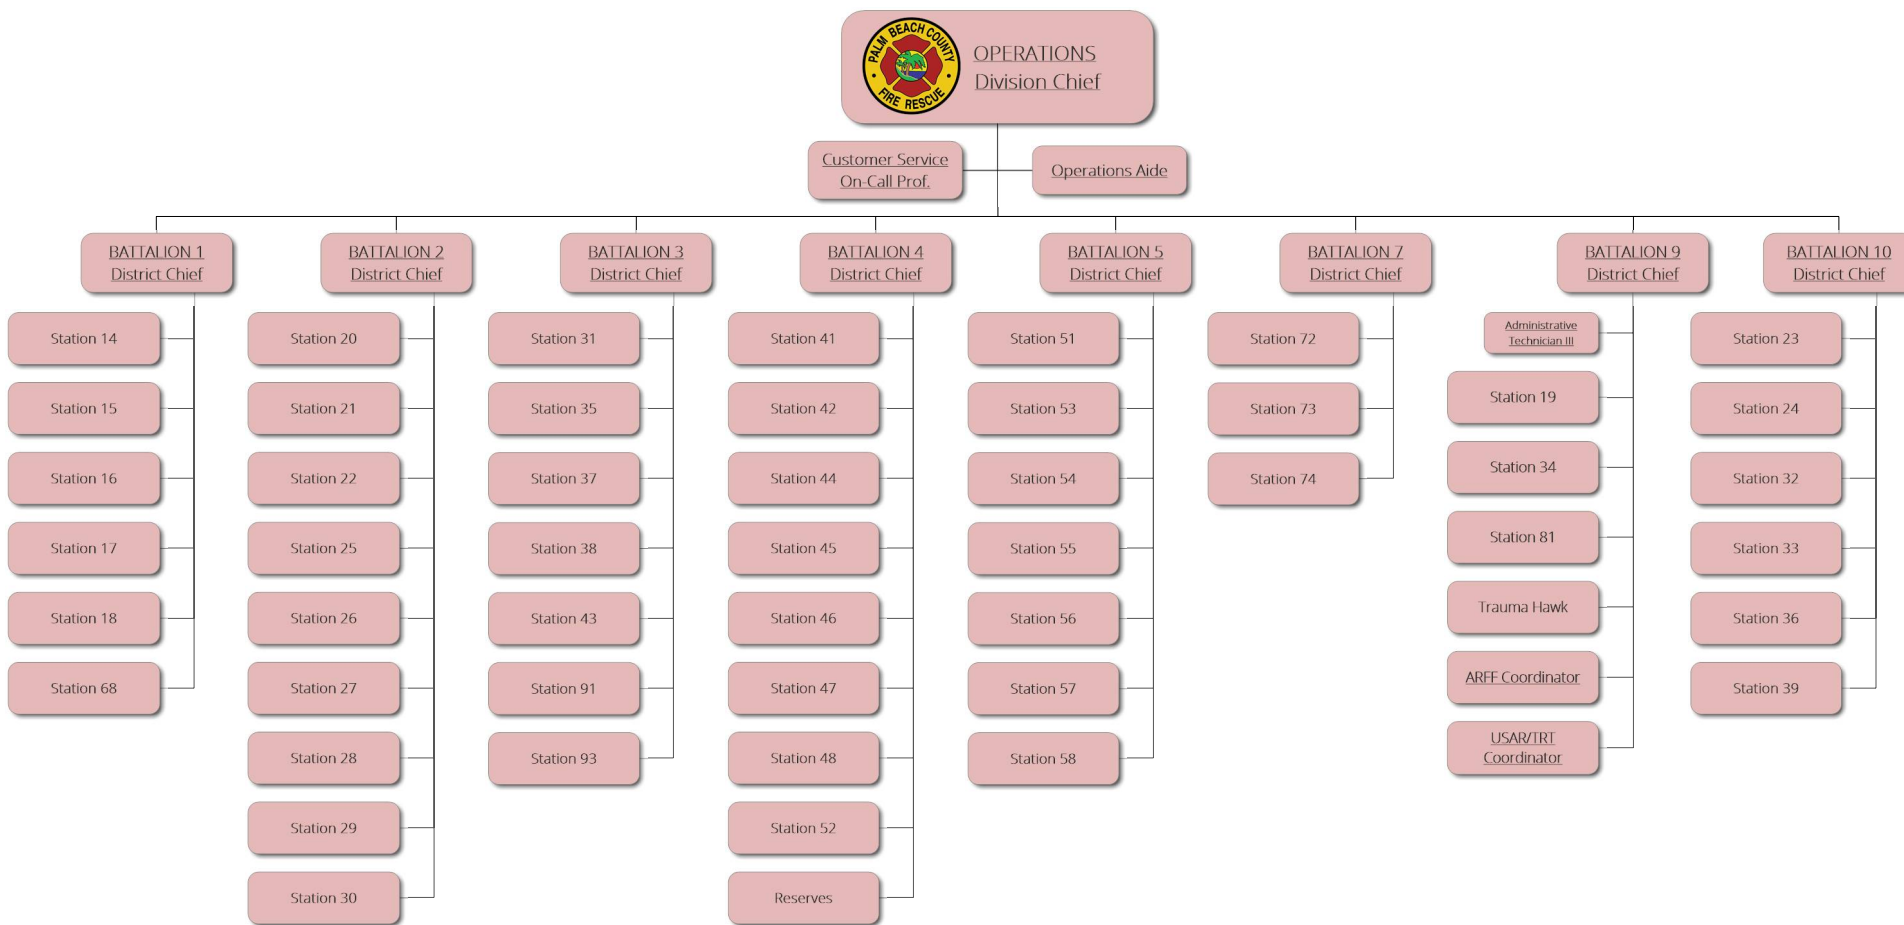 PALM BEACH COUNTY
FIRE RESCUE
OPERATIONS
Division Chief
Customer Service
On-Call Prof.
Operations Aide
BATTALION 1
District Chief
Station 14
Station 15
Station 16
Station 17
Station 18
Station 68
BATTALION 2
District Chief
Station 20
Station 21
Station 22
Station 25
Station 26
Station 27
Station 28
Station 29
Station 30
BATTALION 3
District Chief
Station 31
Station 35
Station 37
Station 38
Station 43
Station 91
Station 93
BATTALION 4
District Chief
Station 41
Station 42
Station 44
Station 45
Station 46
Station 47
Station 48
Station 52
Reserves
BATTALION 5
District Chief
Station 51
Station 53
Station 54
Station 55
Station 56
Station 57
Station 58
BATTALION 7
District Chief
Station 72
Station 73
Station 74
BATTALION 9
District Chief
Administrative
Technician III
Station 19
Station 34
Station 81
Trauma Hawk
ARFF Coordinator
USAR/TRT
Coordinator
BATTALION 10
District Chief
Station 23
Station 24
Station 32
Station 33
Station 36
Station 39